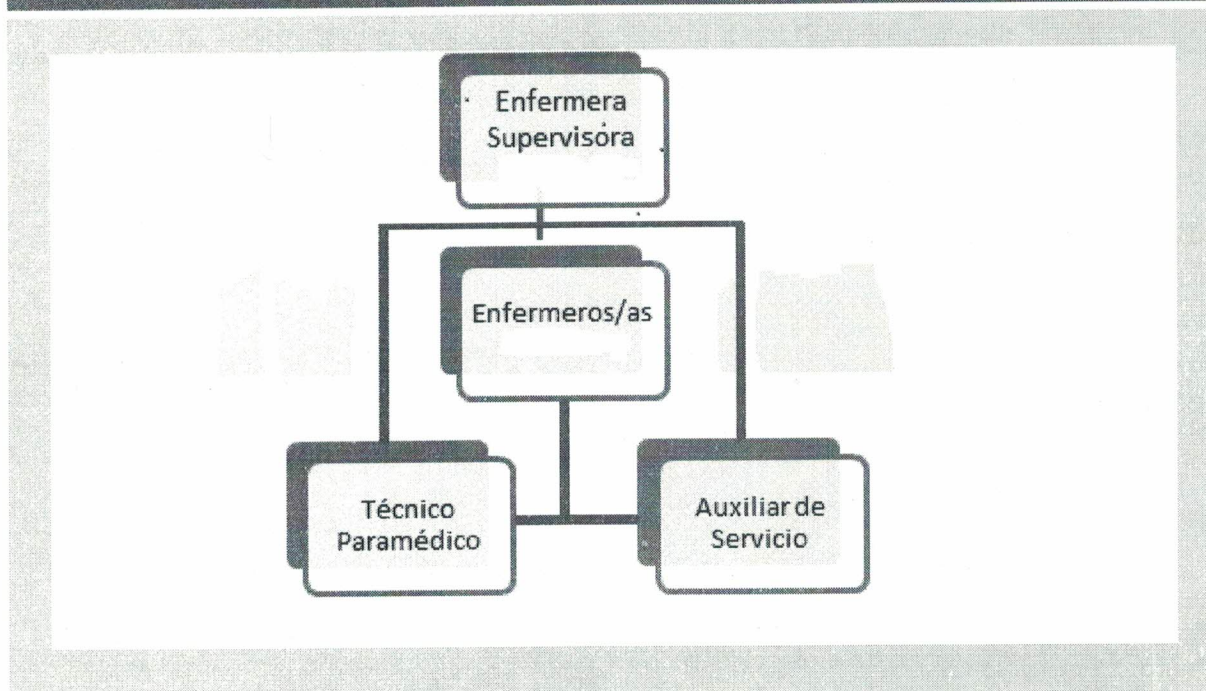 Enfermera
Supervisora
Enfermeros/as
Técnico
Paramédico
Auxiliar de
Servicio